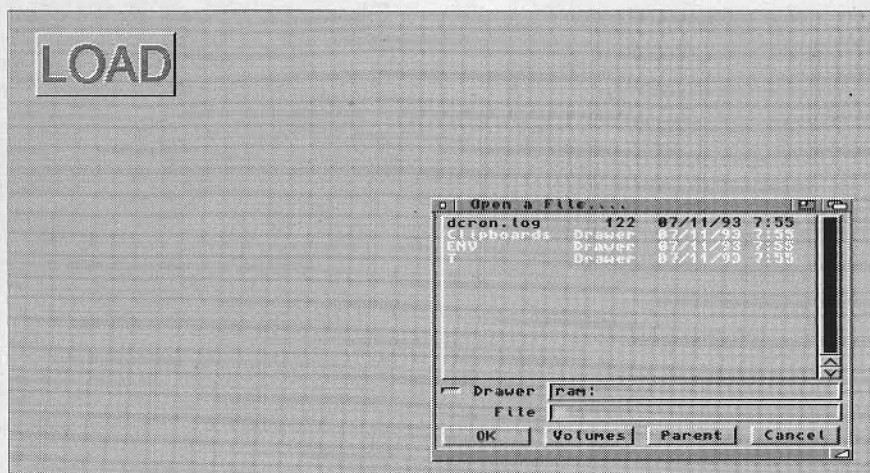 LOAD
Open a File....
dcron.log 122 07/11/93 7:55
Clipboards Drawer 07/11/93 7:55
ENV Drawer 07/11/93 7:55
T Drawer 07/11/93 7:55
Drawer ram:
File
OK Volumes Parent Cancel